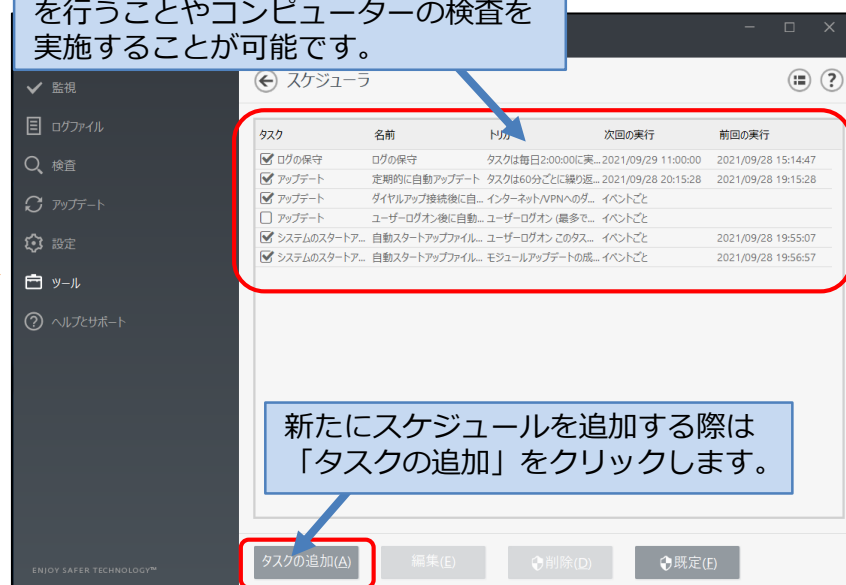 を行うことやコンピューターの検査を
実施することが可能です。
監視
ログファイル
検査
アップデート
設定
ツール
ヘルプとサポート
ENJOY SAFER TECHNOLOGY™
スケジューラ
タスク 名前 トリガ 次回の実行 前回の実行
ログの保守 ログの保守 タスクは毎日2:00:00に実... 2021/09/29 11:00:00 2021/09/28 15:14:47
アップデート 定期的に自動アップデート タスクは60分ごとに繰り返... 2021/09/28 20:15:28 2021/09/28 19:15:28
アップデート ダイヤルアップ接続後に自... インターネット/VPNへのダ... イベントごと
アップデート ユーザーログオン後に自動... ユーザーログオン (最多で... イベントごと
システムのスタートア... 自動スタートアップファイル... ユーザーログオン このタス... イベントごと 2021/09/28 19:55:07
システムのスタートア... 自動スタートアップファイル... モジュールアップデートの成... イベントごと 2021/09/28 19:56:57
新たにスケジュールを追加する際は
「タスクの追加」をクリックします。
タスクの追加(A) 編集(E) 削除(D) 既定(F)